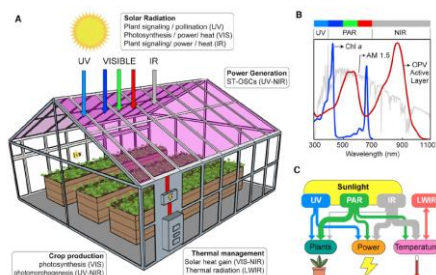 A
Solar Radiation
Plant signaling / pollination (UV)
Photosynthesis / power/ heat (VIS)
Plant signaling/ power / heat (IR)
UV VISIBLE IR
Power Generation
ST-OSCs (UV-NIR)
Crop production
photosynthesis (VIS)
photomorphogenesis (UV-NIR)
Thermal management
Solar heat gain (VIS-NIR)
Thermal radiation (LWIR)
B
UV PAR NIR
Chl a
AM 1.5
OPV
Active
Layer
300 500 700 900 1100
Wavelength (nm)
C
Sunlight
UV PAR IR LWIR
Plants Power Temperature